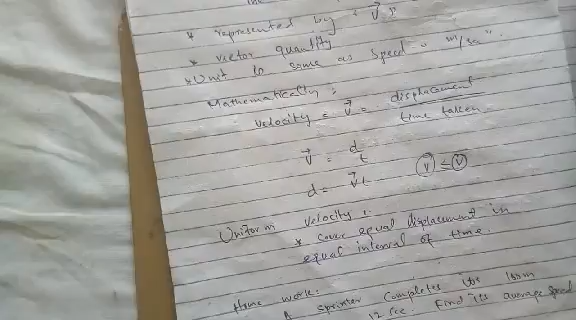 * represented by
* vector quantity
* Unit is same as speed "m/sec"
Mathematically :
velocity = v⃗ = displacement / time taken
v⃗ = d / t
d = v⃗t
Uniform velocity :
* cover equal displacement in
equal interval of time.
Home work:
A sprinter completes its 100m
12 sec. Find its average speed